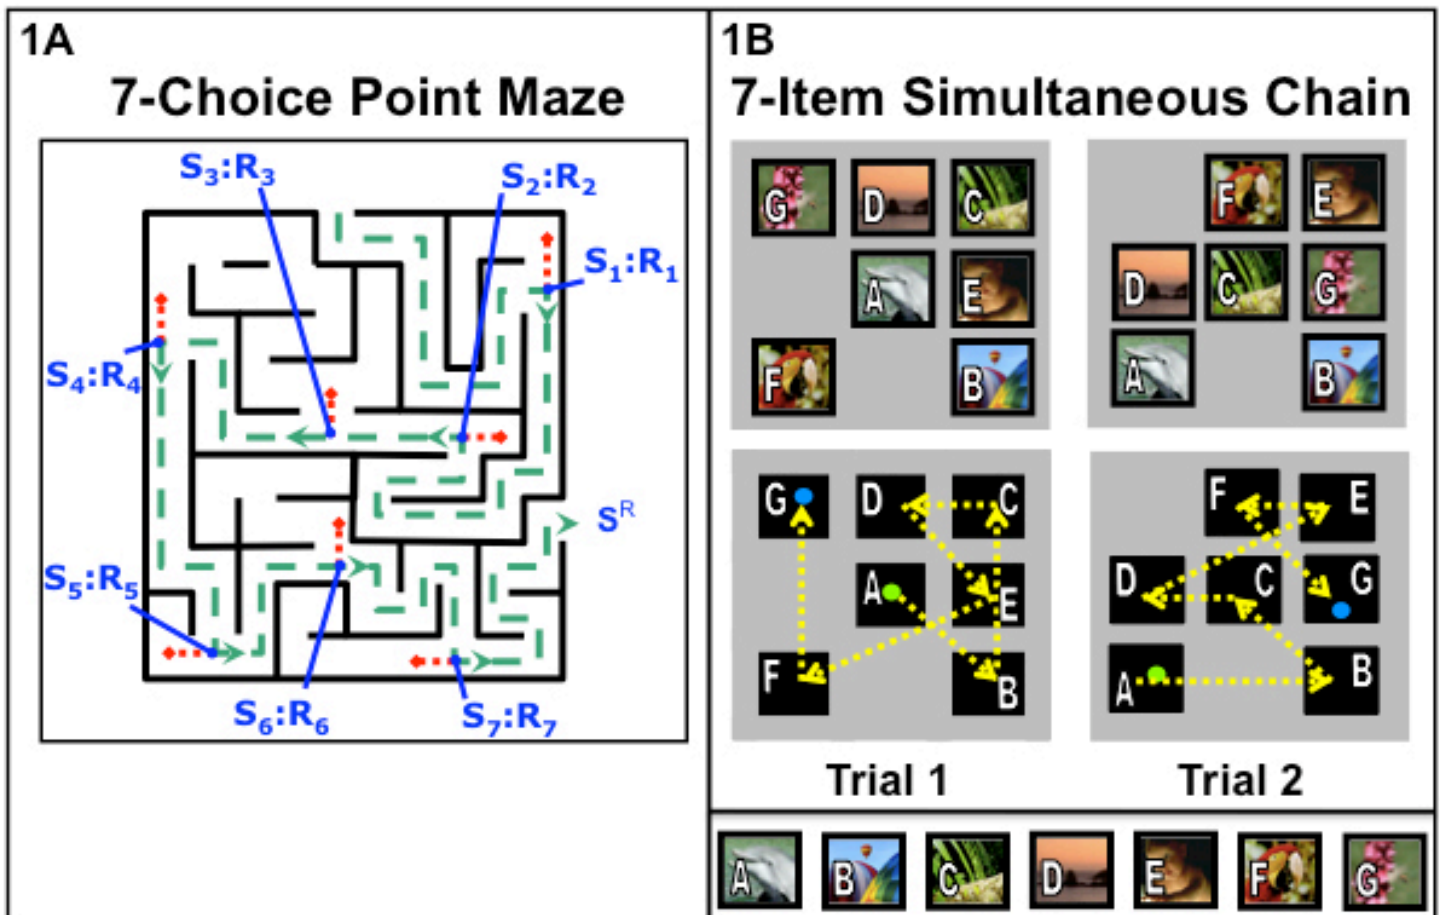 1A
7-Choice Point Maze
S₃:R₃
S₂:R₂
S₁:R₁
S₄:R₄
Sᴿ
S₅:R₅
S₆:R₆
S₇:R₇
1B
7-Item Simultaneous Chain
G D C
A E
F B
F E
D C G
A B
G D C
A E
F B
F E
D C G
A B
Trial 1
Trial 2
A B C D E F G